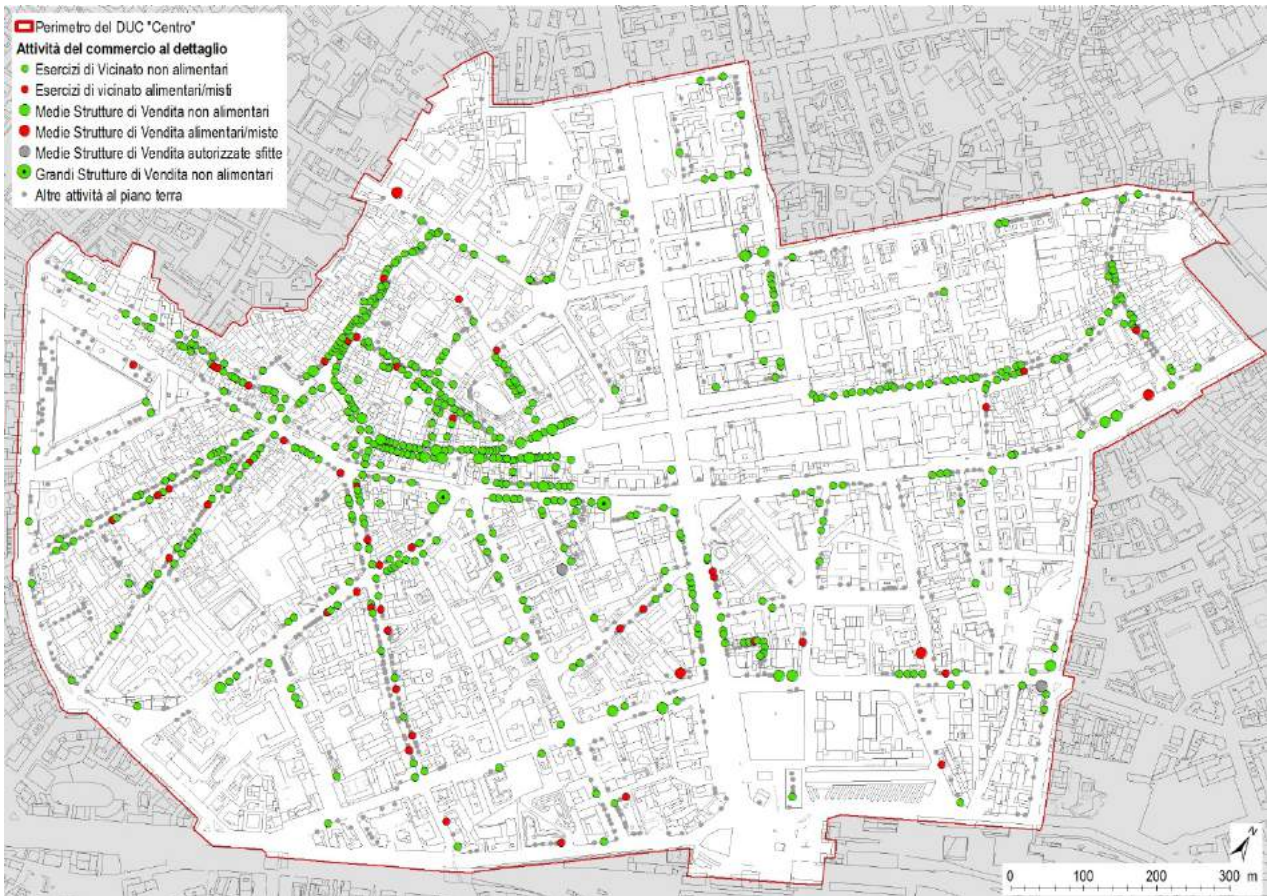 Perimetro del DUC "Centro"
Attività del commercio al dettaglio
Esercizi di Vicinato non alimentari
Esercizi di vicinato alimentari/misti
Medie Strutture di Vendita non alimentari
Medie Strutture di Vendita alimentari/miste
Medie Strutture di Vendita autorizzate sfitte
Grandi Strutture di Vendita non alimentari
Altre attività al piano terra
N
0 100 200 300 m